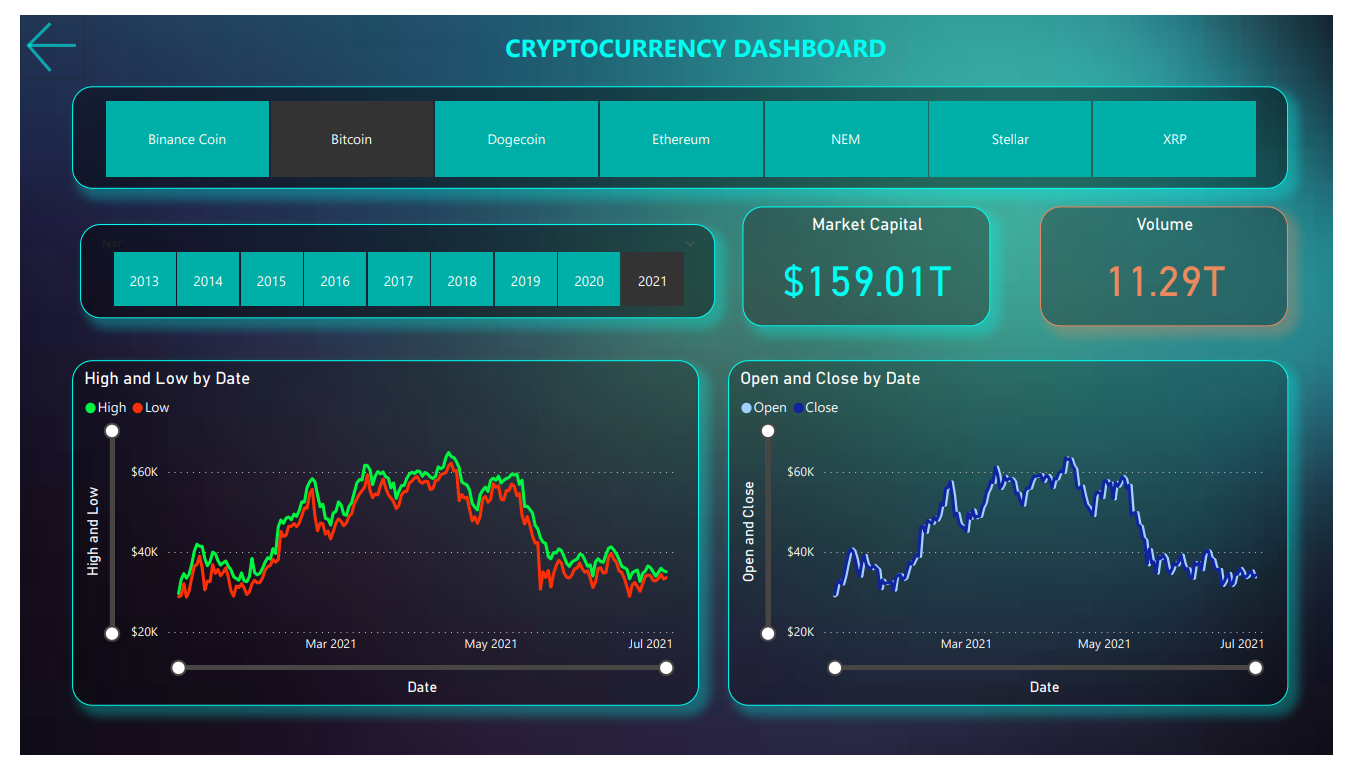 CRYPTOCURRENCY DASHBOARD
Binance Coin Bitcoin Dogecoin Ethereum NEM Stellar XRP
Year
2013 2014 2015 2016 2017 2018 2019 2020 2021
Market Capital
$159.01T
Volume
11.29T
High and Low by Date
High Low
High and Low
$60K
$40K
$20K
Mar 2021 May 2021 Jul 2021
Date
Open and Close by Date
Open Close
Open and Close
$60K
$40K
$20K
Mar 2021 May 2021 Jul 2021
Date